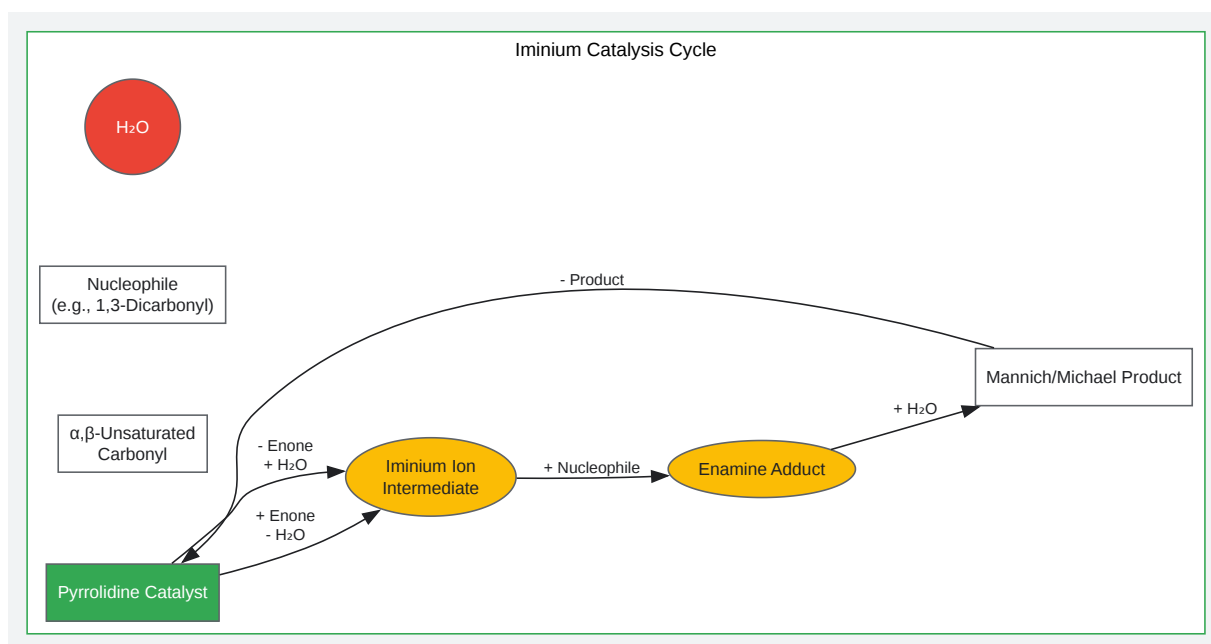 Iminium Catalysis Cycle
H₂O
Nucleophile
(e.g., 1,3-Dicarbonyl)
- Product
Mannich/Michael Product
+ H₂O
α,β-Unsaturated
Carbonyl
- Enone
+ H₂O
Iminium Ion
Intermediate
+ Nucleophile
Enamine Adduct
+ Enone
- H₂O
Pyrrolidine Catalyst